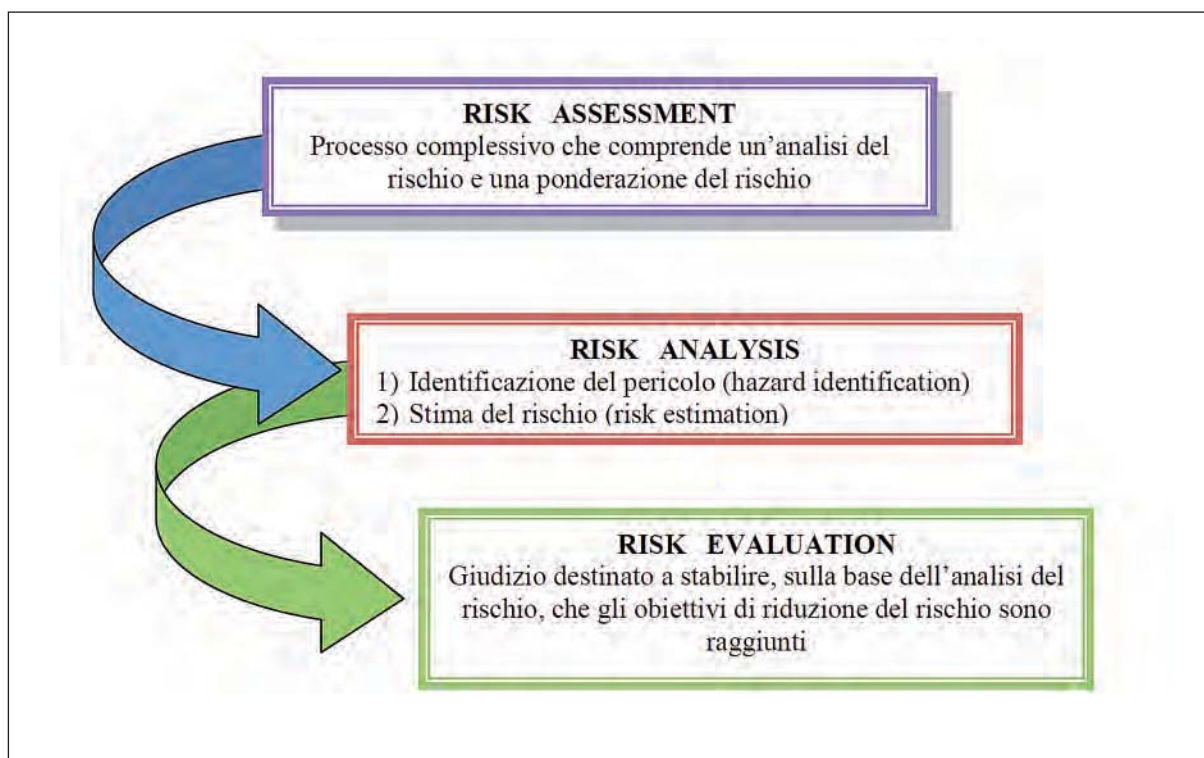 RISK ASSESSMENT
Processo complessivo che comprende un’analisi del
rischio e una ponderazione del rischio
RISK ANALYSIS
1) Identificazione del pericolo (hazard identification)
2) Stima del rischio (risk estimation)
RISK EVALUATION
Giudizio destinato a stabilire, sulla base dell’analisi del
rischio, che gli obiettivi di riduzione del rischio sono
raggiunti